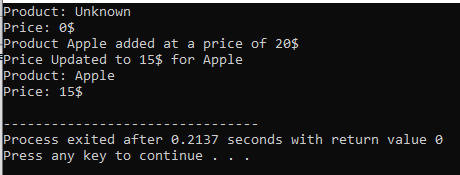 Product: Unknown
Price: 0$
Product Apple added at a price of 20$
Price Updated to 15$ for Apple
Product: Apple
Price: 15$
--------------------------------
Process exited after 0.2137 seconds with return value 0
Press any key to continue . . .